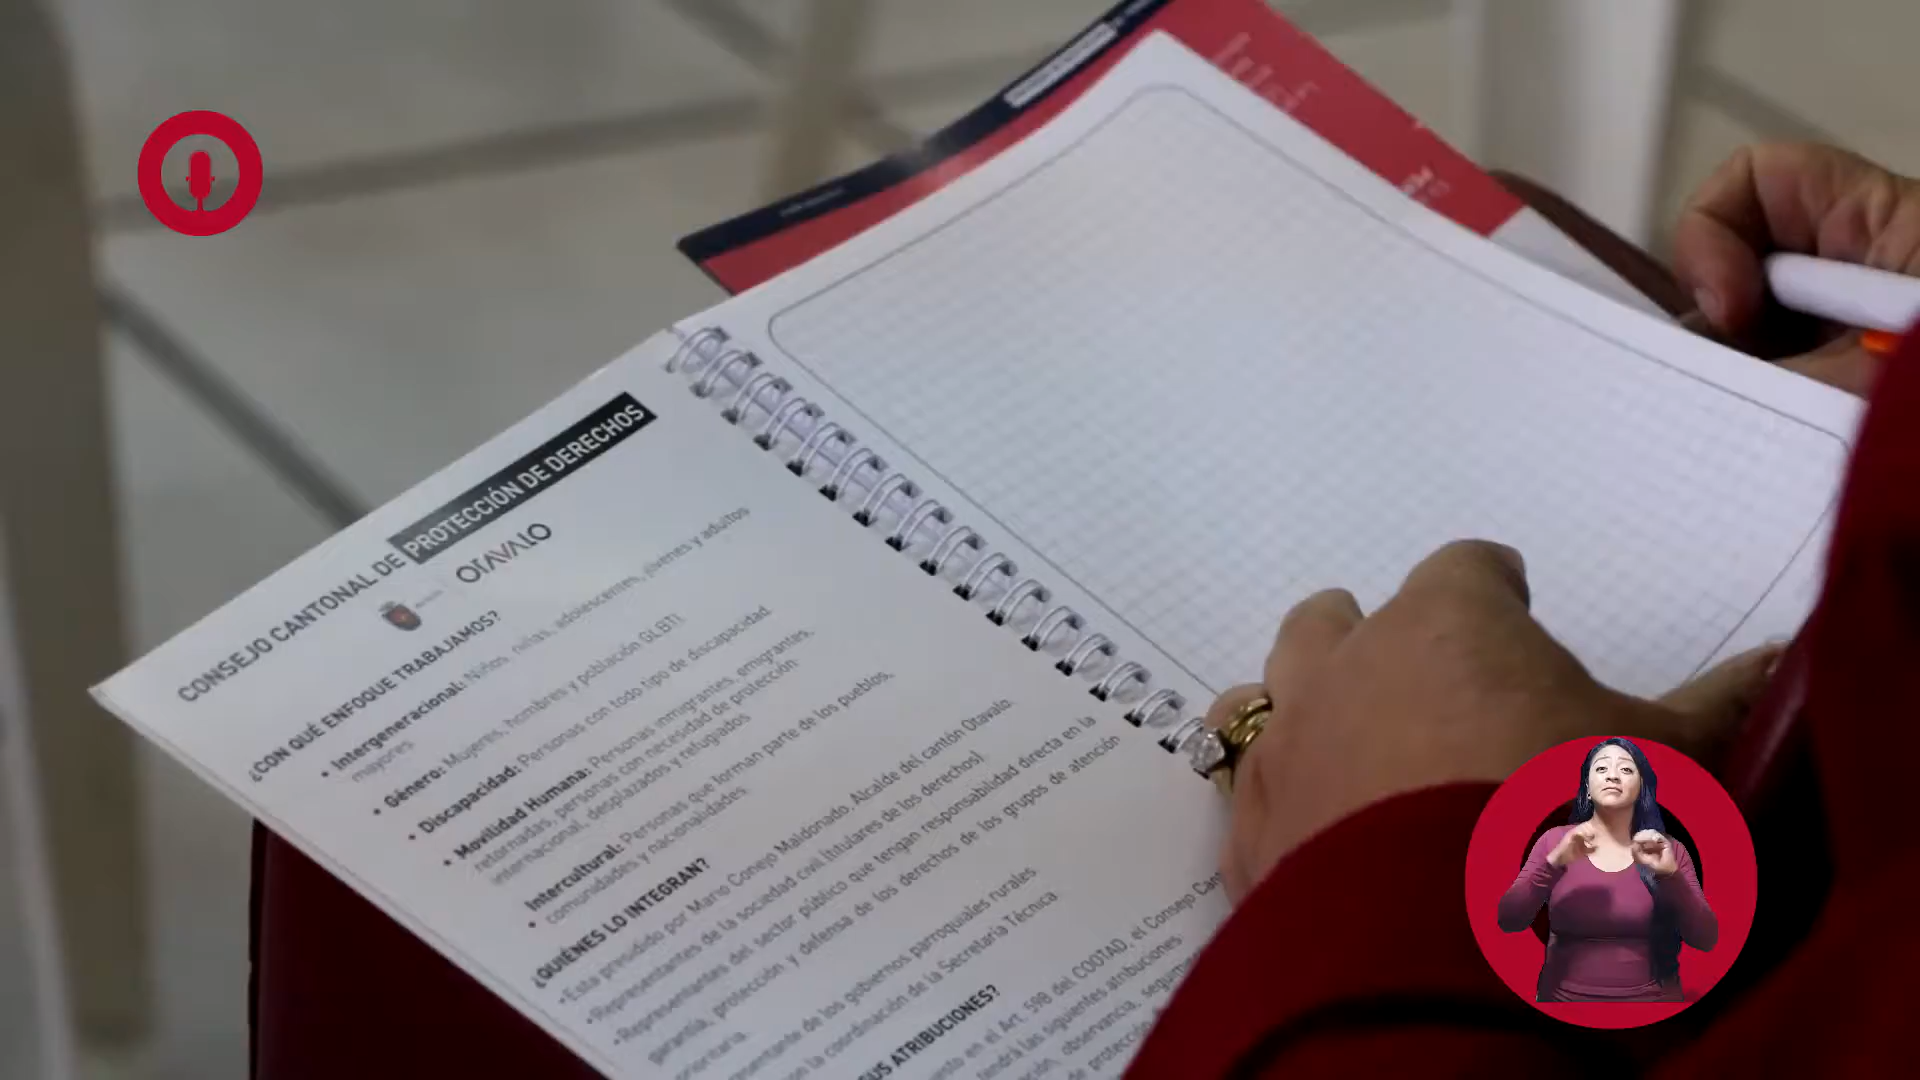 CONSEJO CANTONAL DE PROTECCIÓN DE DERECHOS
OTAVALO
¿CON QUÉ ENFOQUE TRABAJAMOS?
• Intergeneracional: Niños, niñas, adolescentes, jóvenes y adultos
mayores
• Género: Mujeres, hombres y población GLBTI
• Discapacidad: Personas con todo tipo de discapacidad.
• Movilidad Humana: Personas inmigrantes, emigrantes,
retornadas, personas con necesidad de protección
internacional, desplazados y refugiados
• Intercultural: Personas que forman parte de los pueblos,
comunidades y nacionalidades.
¿QUIÉNES LO INTEGRAN?
• Esta presidido por Mario Conejo Maldonado, Alcalde del cantón Otavalo.
• Representantes de la sociedad civil (titulares de los derechos).
• Representantes del sector público que tengan responsabilidad directa en la
garantía, protección y defensa de los derechos de los grupos de atención
prioritaria.
de los gobiernos parroquiales rurales
la coordinación de la Secretaría Técnica
SUS ATRIBUCIONES?
en el Art. 598 del COOTAD, el Consejo
tendrá las siguientes atribuciones
observancia,
de protección